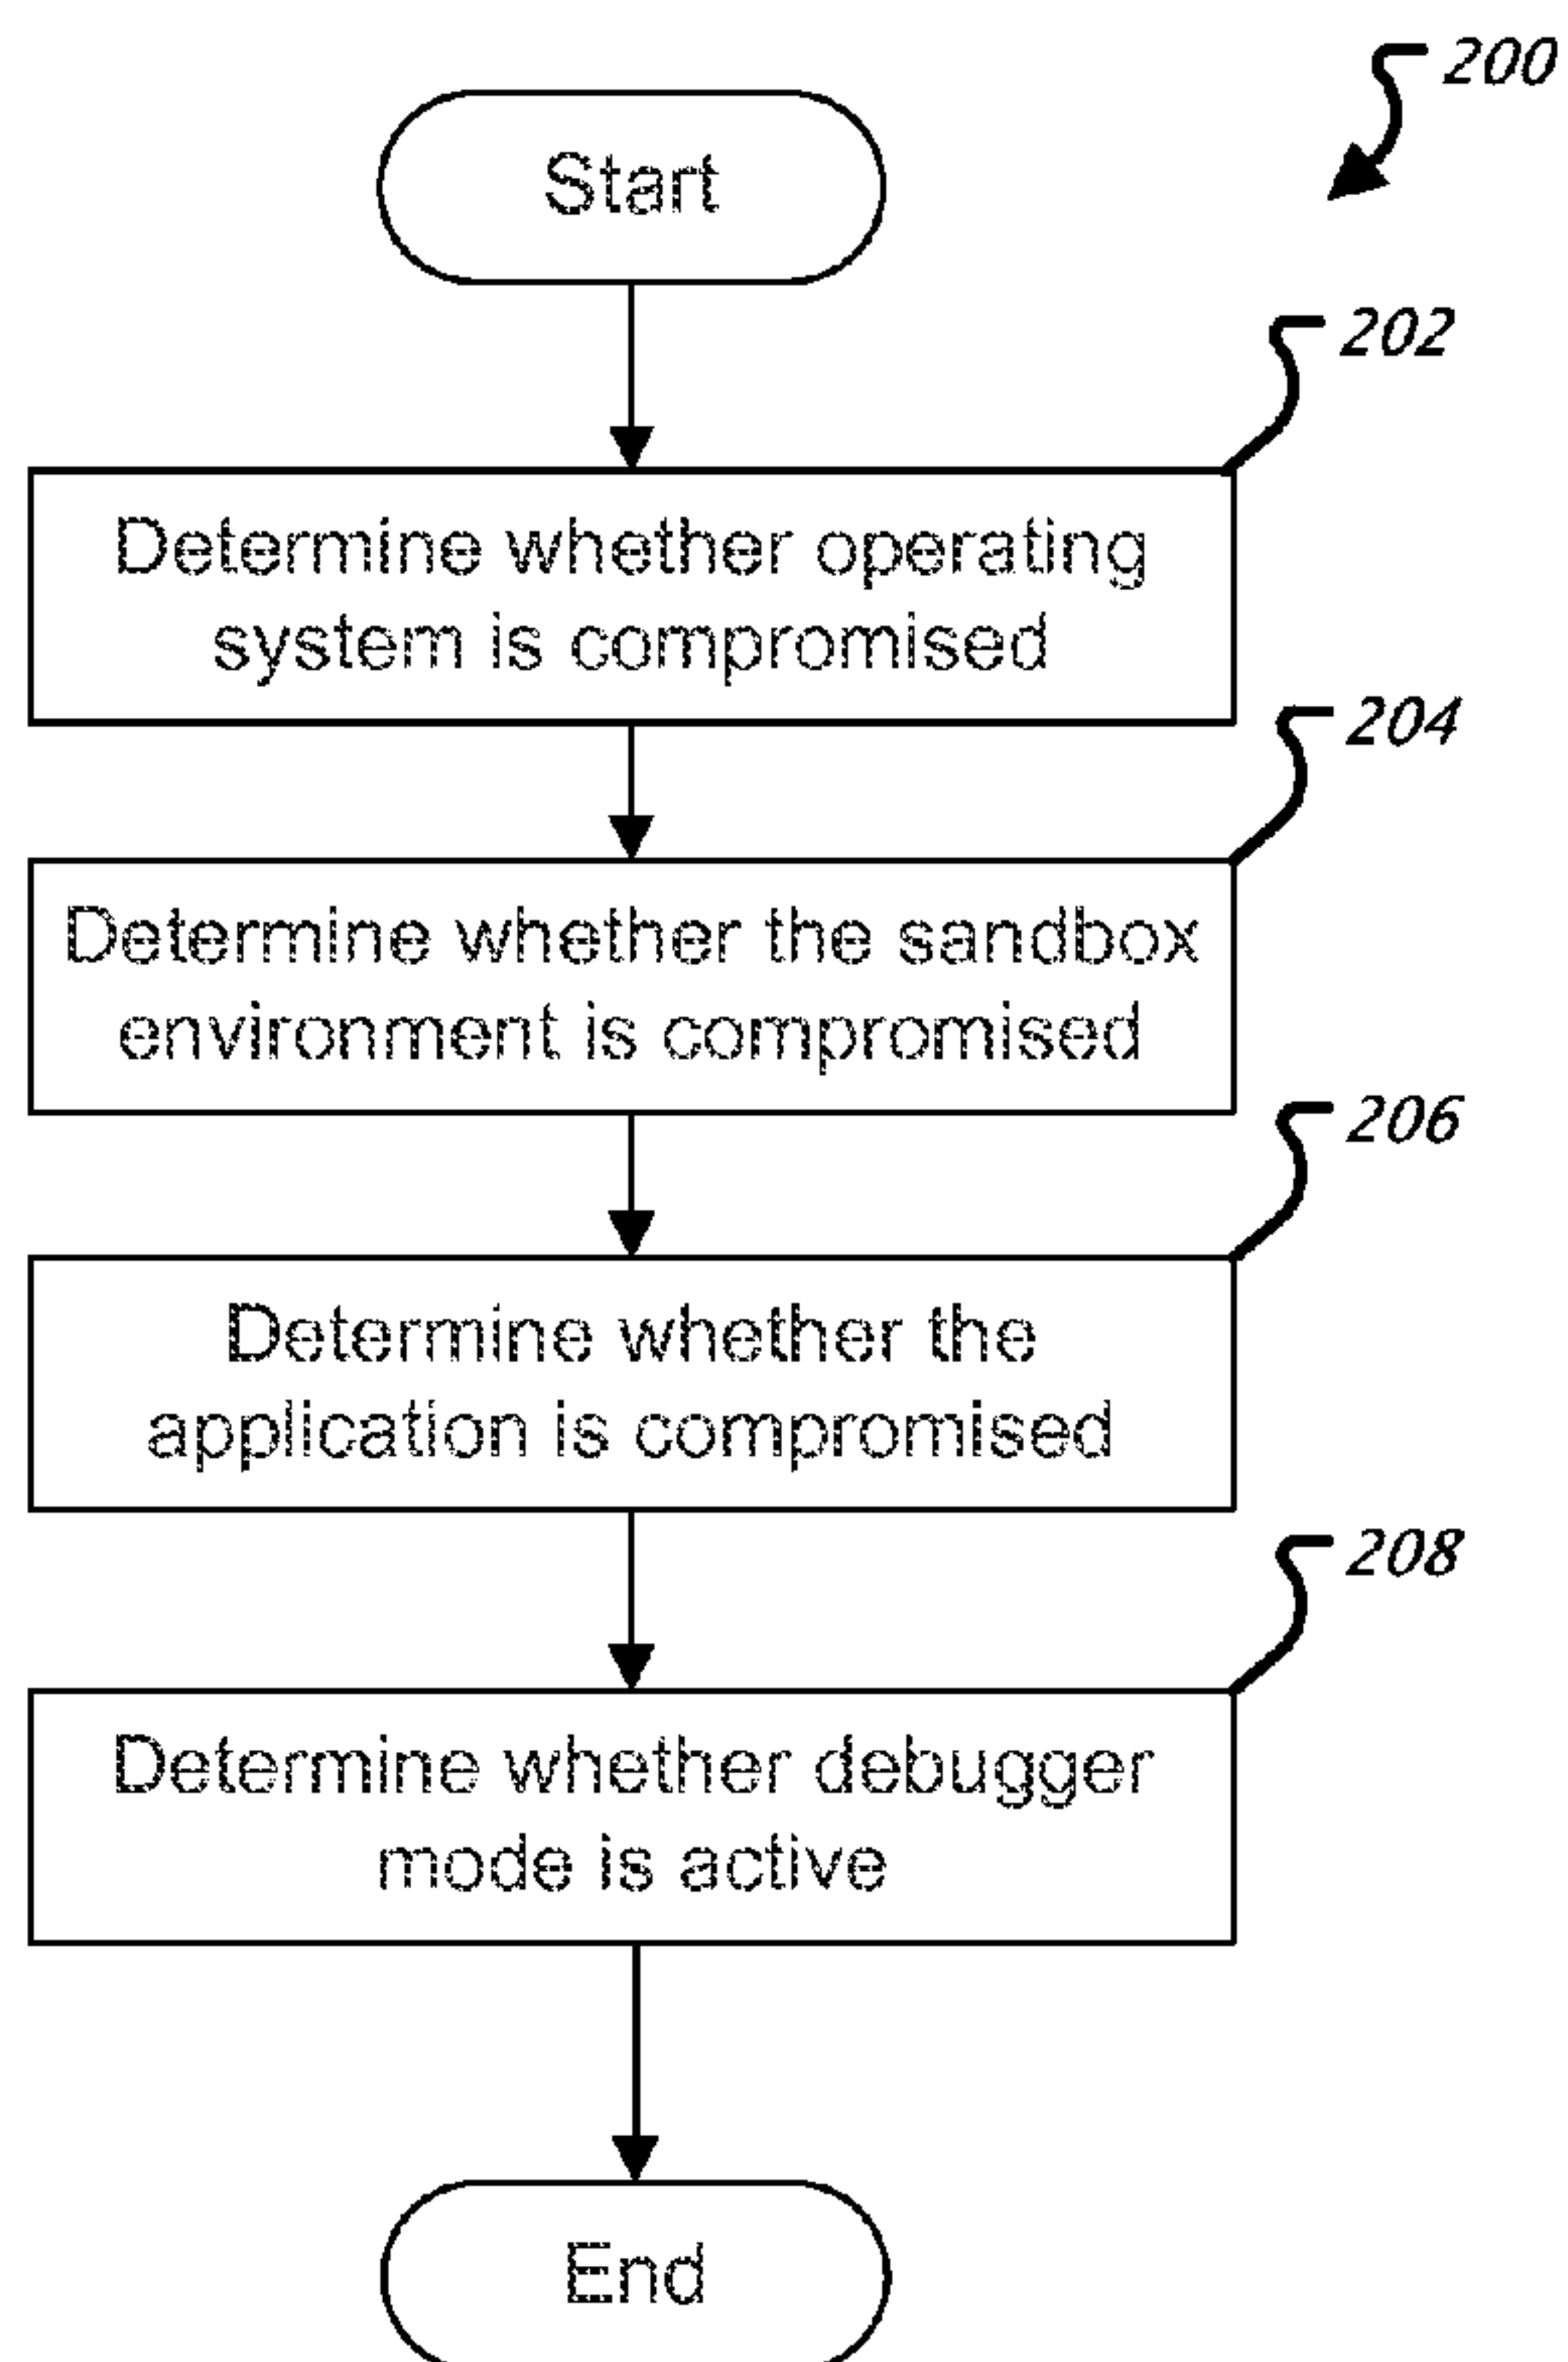 200
Start
202
Determine whether operating
system is compromised
204
Determine whether the sandbox
environment is compromised
206
Determine whether the
application is compromised
208
Determine whether debugger
mode is active
End